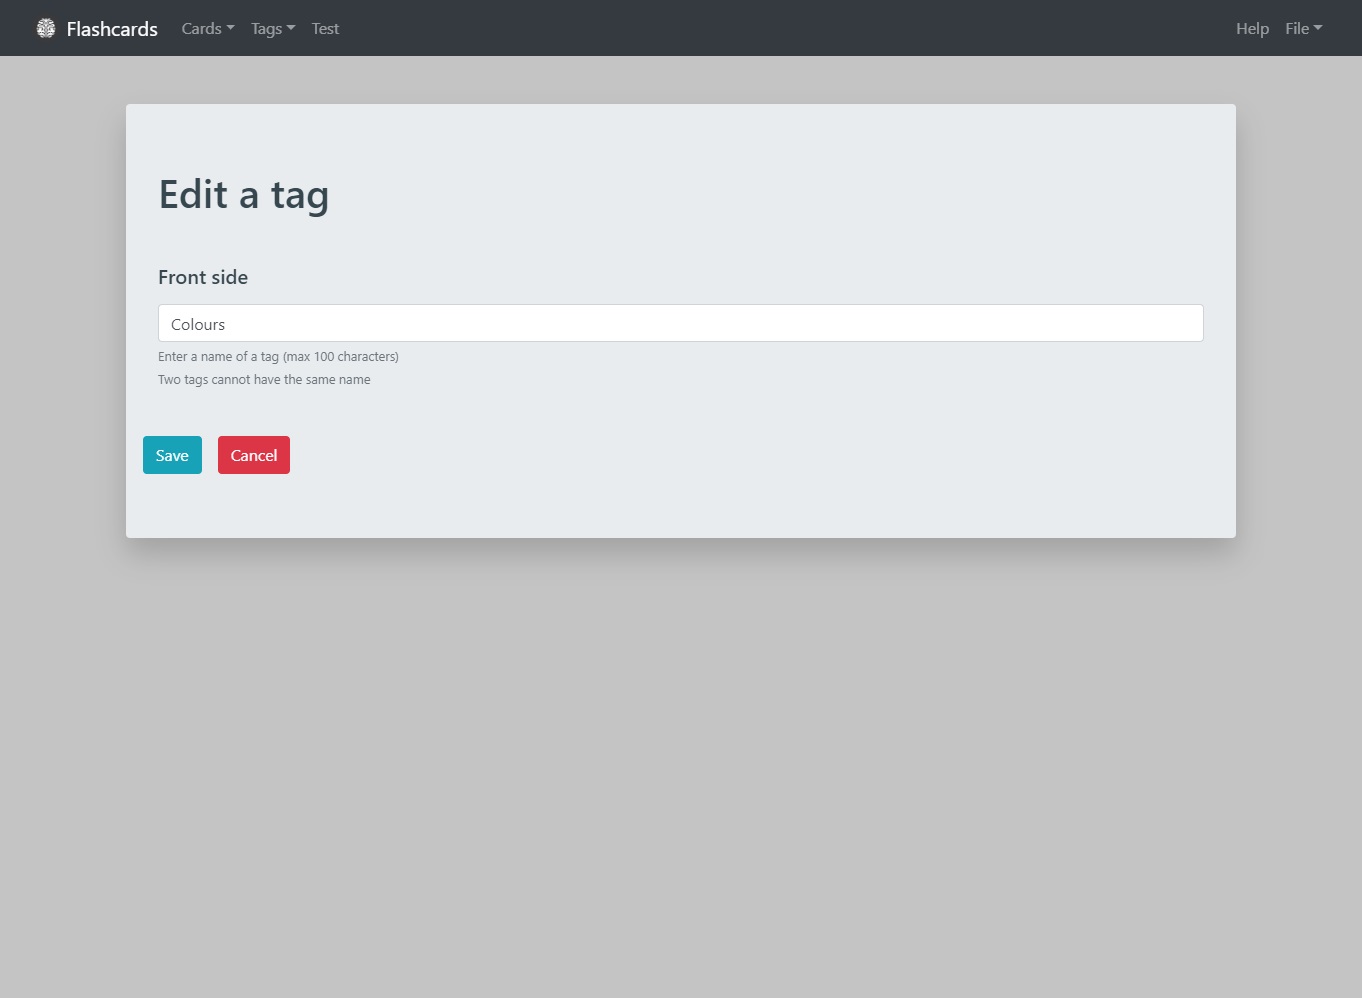 Flashcards Cards Tags Test Help File
Edit a tag
Front side
Colours
Enter a name of a tag (max 100 characters)
Two tags cannot have the same name
Save Cancel